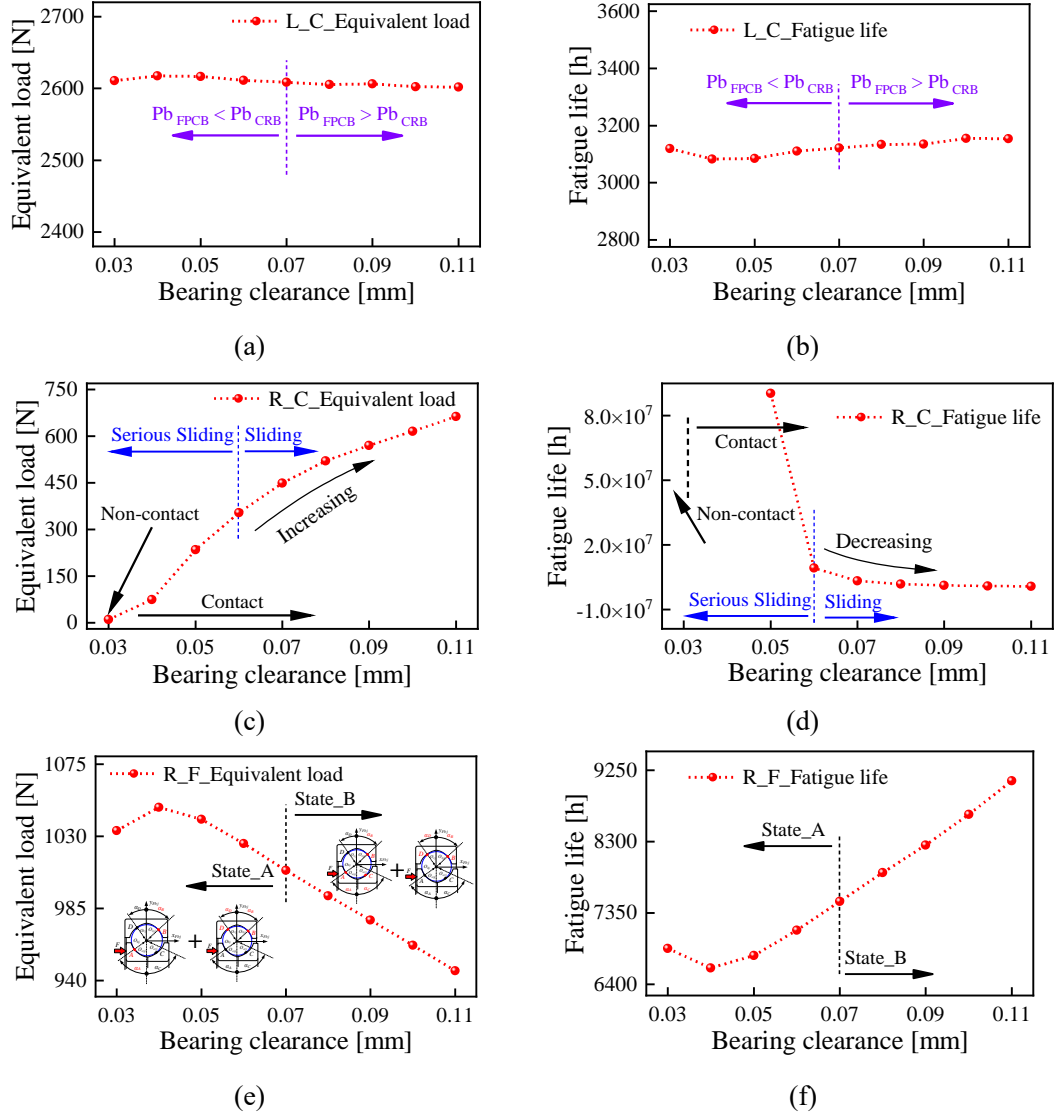 2700
2600
2500
2400
Equivalent load [N]
L_C_Equivalent load
Pb FPCB < Pb CRB
Pb FPCB > Pb CRB
0.03 0.05 0.07 0.09 0.11
Bearing clearance [mm]
(a)
3600
3400
3200
3000
2800
Fatigue life [h]
L_C_Fatigue life
Pb FPCB < Pb CRB
Pb FPCB > Pb CRB
0.03 0.05 0.07 0.09 0.11
Bearing clearance [mm]
(b)
750
600
450
300
150
0
Equivalent load [N]
R_C_Equivalent load
Serious Sliding
Sliding
Non-contact
Increasing
Contact
0.03 0.05 0.07 0.09 0.11
Bearing clearance [mm]
(c)
8.0×10⁷
5.0×10⁷
2.0×10⁷
-1.0×10⁷
Fatigue life [h]
R_C_Fatigue life
Contact
Non-contact
Decreasing
Serious Sliding
Sliding
0.03 0.05 0.07 0.09 0.11
Bearing clearance [mm]
(d)
1075
1030
985
940
Equivalent load [N]
R_F_Equivalent load
State_B
State_A
+
+
0.03 0.05 0.07 0.09 0.11
Bearing clearance [mm]
(e)
9250
8300
7350
6400
Fatigue life [h]
R_F_Fatigue life
State_A
State_B
0.03 0.05 0.07 0.09 0.11
Bearing clearance [mm]
(f)